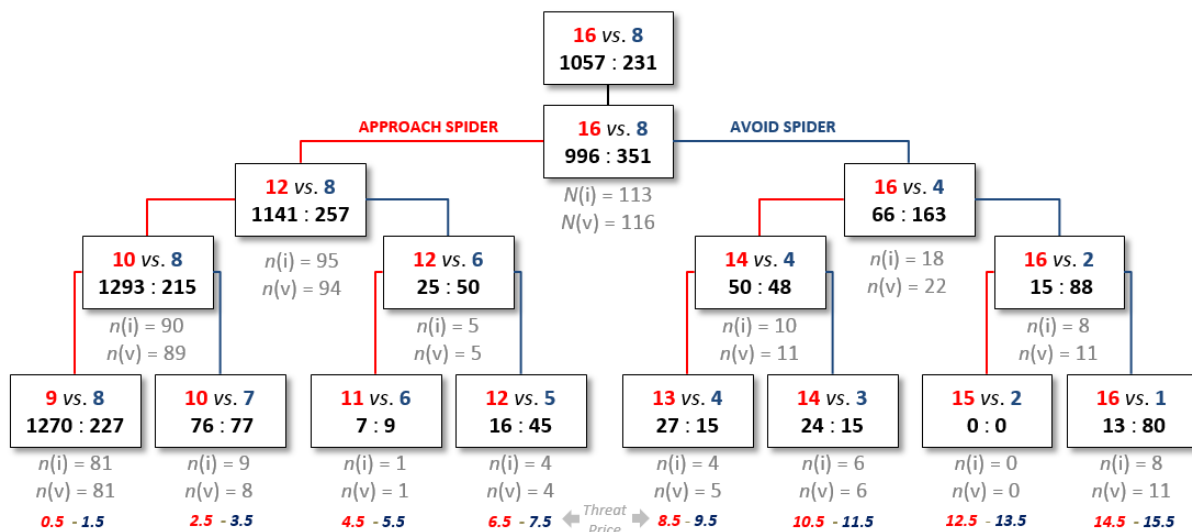 16 vs. 8
1057 : 231
APPROACH SPIDER
16 vs. 8
996 : 351
AVOID SPIDER
N(i) = 113
N(v) = 116
12 vs. 8
1141 : 257
16 vs. 4
66 : 163
n(i) = 95
n(v) = 94
n(i) = 18
n(v) = 22
10 vs. 8
1293 : 215
12 vs. 6
25 : 50
14 vs. 4
50 : 48
16 vs. 2
15 : 88
n(i) = 90
n(v) = 89
n(i) = 5
n(v) = 5
n(i) = 10
n(v) = 11
n(i) = 8
n(v) = 11
9 vs. 8
1270 : 227
10 vs. 7
76 : 77
11 vs. 6
7 : 9
12 vs. 5
16 : 45
13 vs. 4
27 : 15
14 vs. 3
24 : 15
15 vs. 2
0 : 0
16 vs. 1
13 : 80
n(i) = 81
n(v) = 81
n(i) = 9
n(v) = 8
n(i) = 1
n(v) = 1
n(i) = 4
n(v) = 4
n(i) = 4
n(v) = 5
n(i) = 6
n(v) = 6
n(i) = 0
n(v) = 0
n(i) = 8
n(v) = 11
0.5 - 1.5
2.5 - 3.5
4.5 - 5.5
6.5 - 7.5
Threat
Price
8.5 - 9.5
10.5 - 11.5
12.5 - 13.5
14.5 - 15.5